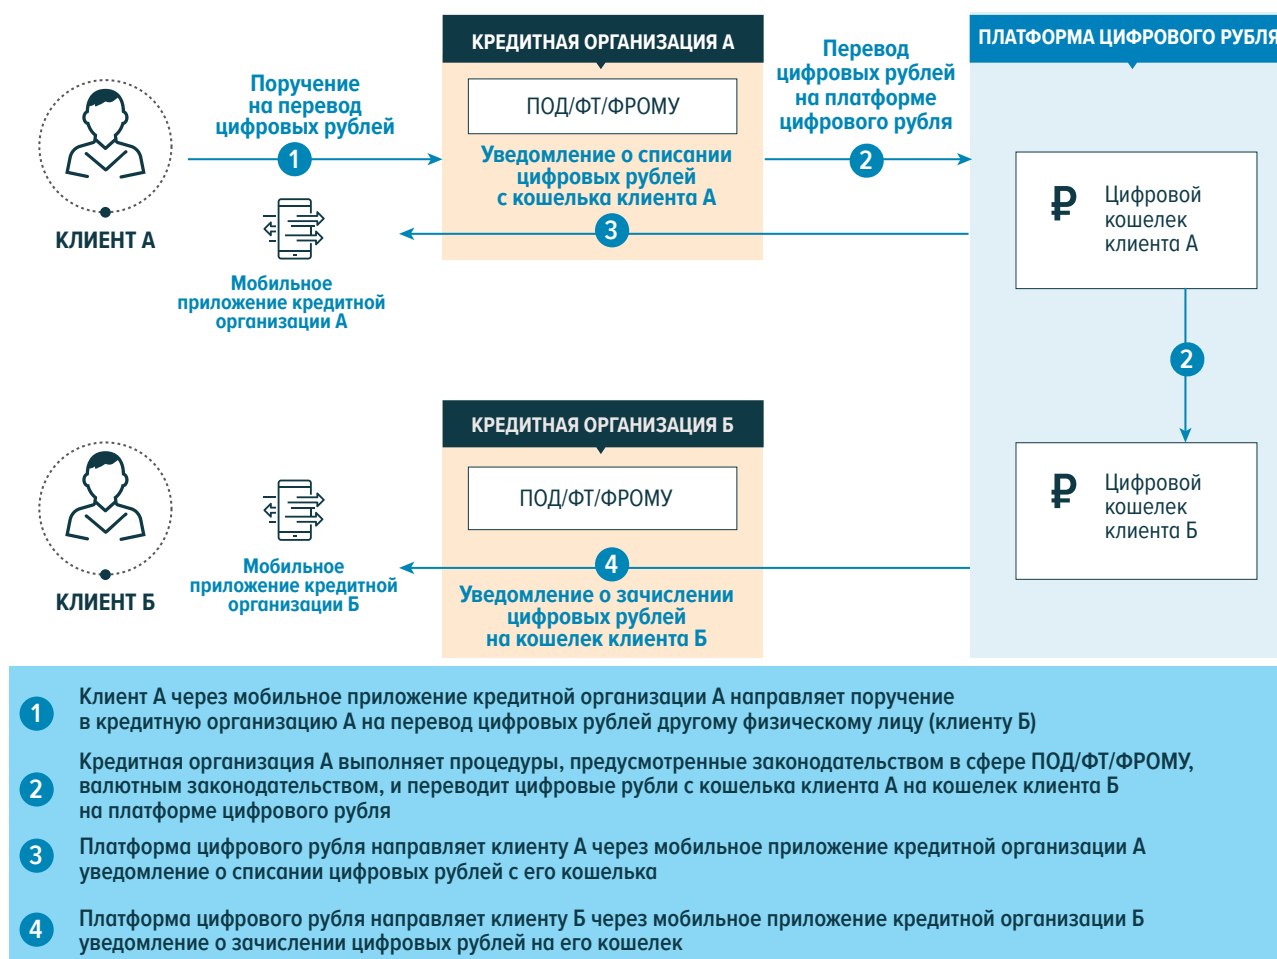 КРЕДИТНАЯ ОРГАНИЗАЦИЯ А
ПЛАТФОРМА ЦИФРОВОГО РУБЛЯ
Поручение
на перевод
цифровых рублей
1
ПОД/ФТ/ФРОМУ
Перевод
цифровых рублей
на платформе
цифрового рубля
2
Уведомление о списании
цифровых рублей
с кошелька клиента А
3
КЛИЕНТ А
Мобильное
приложение кредитной
организации А
₽
Цифровой
кошелек
клиента А
2
КРЕДИТНАЯ ОРГАНИЗАЦИЯ Б
ПОД/ФТ/ФРОМУ
4
Уведомление о зачислении
цифровых рублей
на кошелек клиента Б
КЛИЕНТ Б
Мобильное
приложение кредитной
организации Б
₽
Цифровой
кошелек
клиента Б
1
Клиент А через мобильное приложение кредитной организации А направляет поручение
в кредитную организацию А на перевод цифровых рублей другому физическому лицу (клиенту Б)
2
Кредитная организация А выполняет процедуры, предусмотренные законодательством в сфере ПОД/ФТ/ФРОМУ,
валютным законодательством, и переводит цифровые рубли с кошелька клиента А на кошелек клиента Б
на платформе цифрового рубля
3
Платформа цифрового рубля направляет клиенту А через мобильное приложение кредитной организации А
уведомление о списании цифровых рублей с его кошелька
4
Платформа цифрового рубля направляет клиенту Б через мобильное приложение кредитной организации Б
уведомление о зачислении цифровых рублей на его кошелек